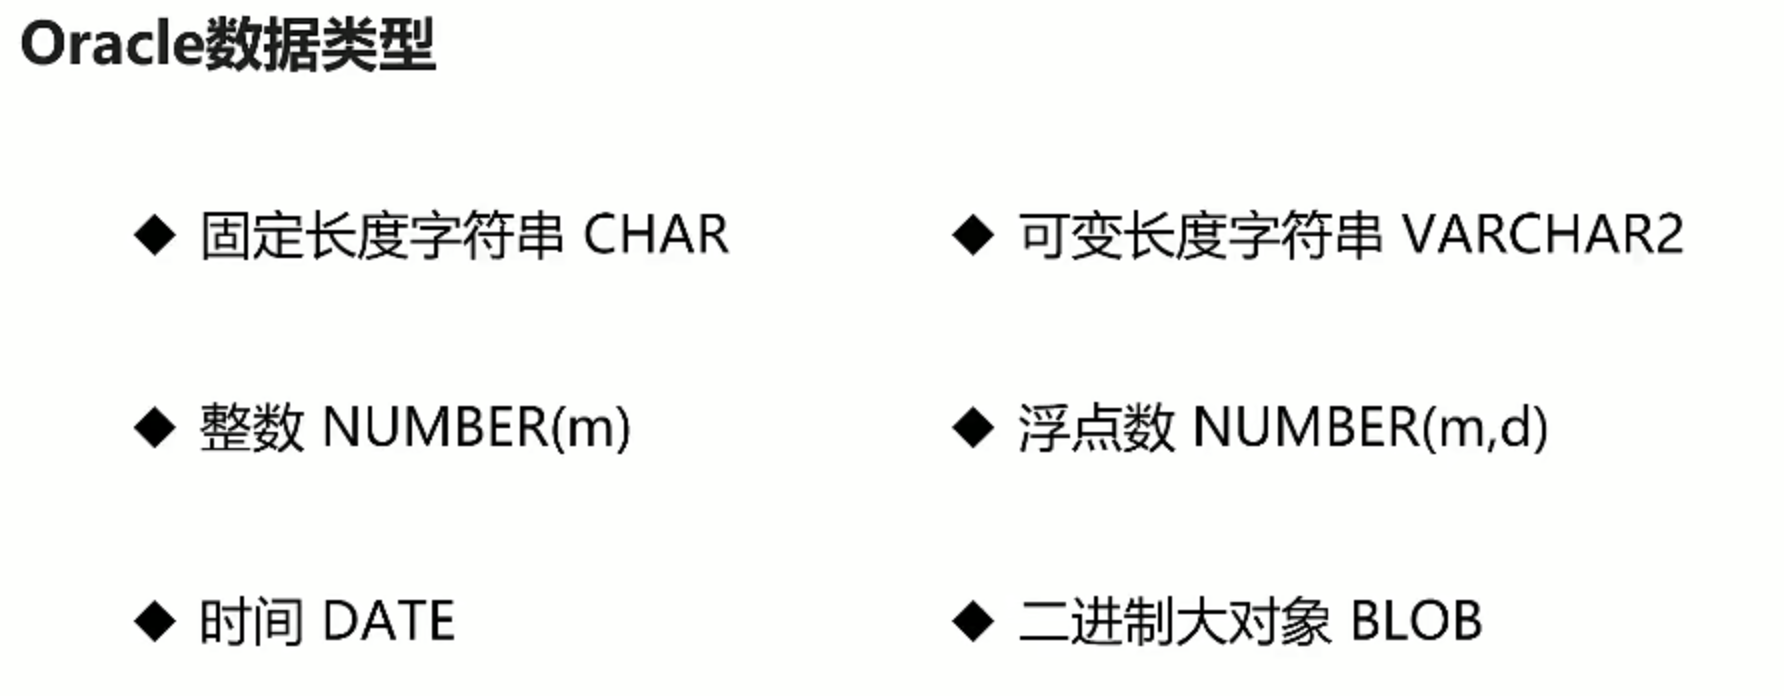 Oracle数据类型
◆ 固定长度字符串 CHAR
◆ 可变长度字符串 VARCHAR2
◆ 整数 NUMBER(m)
◆ 浮点数 NUMBER(m,d)
◆ 时间 DATE
◆ 二进制大对象 BLOB